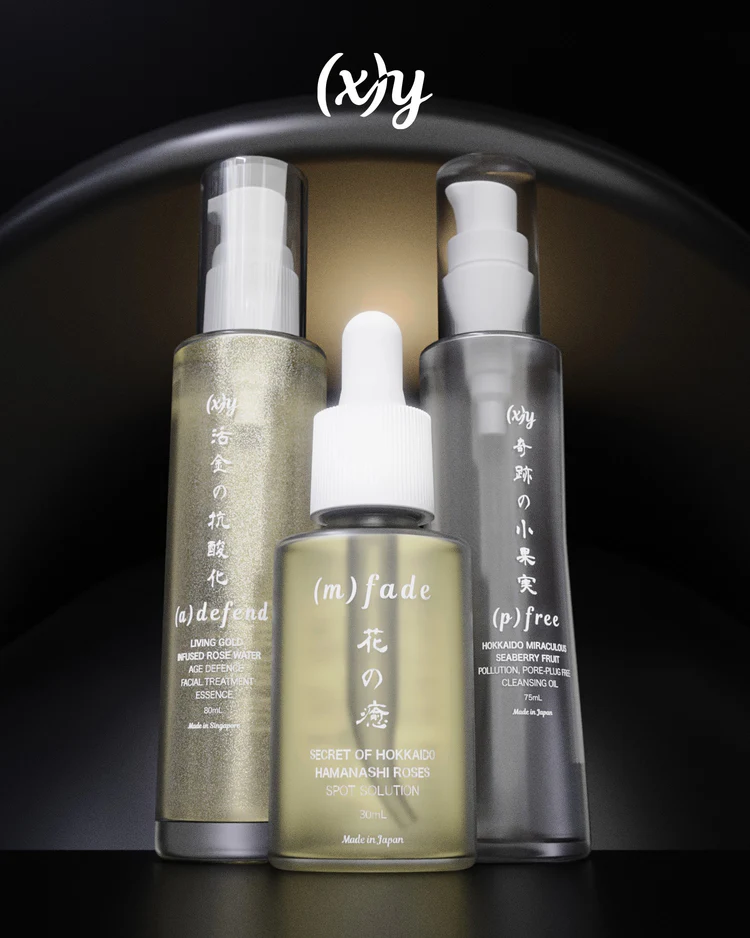 (x)y
(x)y
活金の抗酸化
(a)defend
LIVING GOLD
INFUSED ROSE WATER
AGE DEFENCE
FACIAL TREATMENT
ESSENCE
80mL
Made in Singapore
(m)fade
花の癒
SECRET OF HOKKAIDO
HAMANASHI ROSES
SPOT SOLUTION
30mL
Made in Japan
(x)y
奇跡の小果実
(p)free
HOKKAIDO MIRACULOUS
SEABERRY FRUIT
POLLUTION, PORE-PLUG FREE
CLEANSING OIL
75mL
Made in Japan